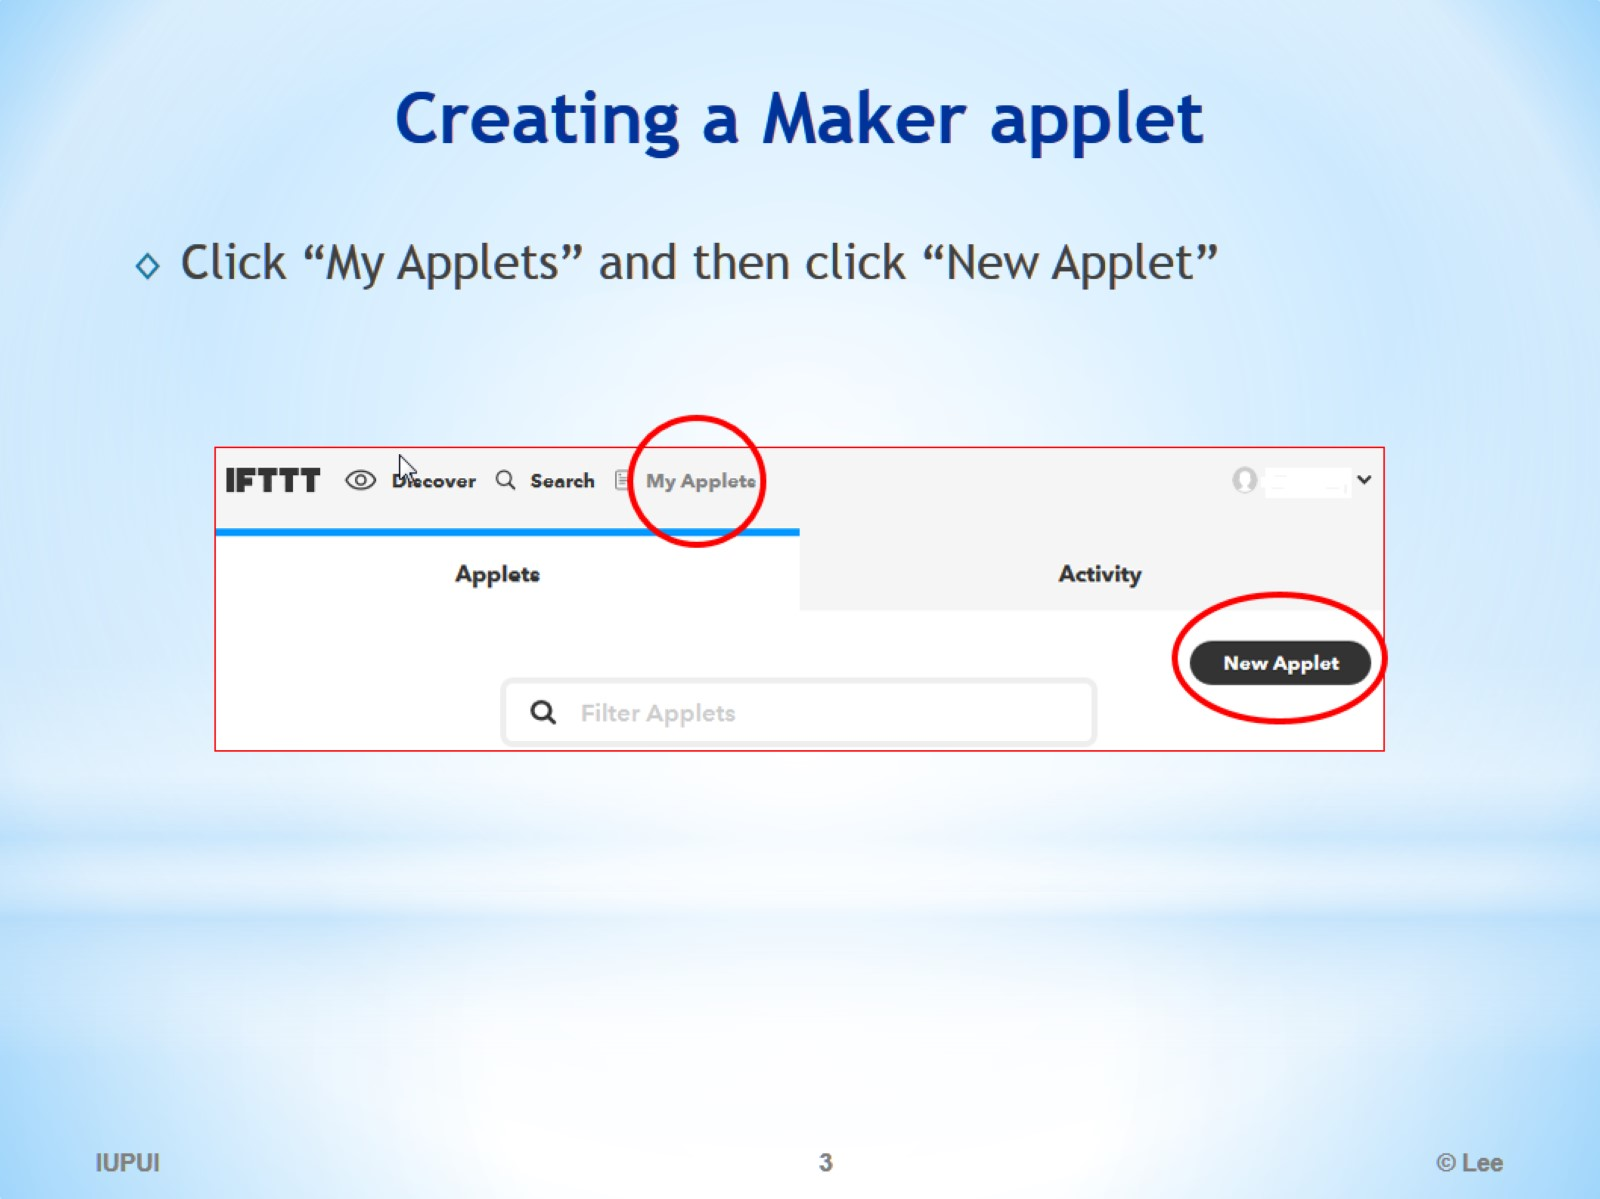 Creating a Maker applet
Click “My Applets” and then click “New Applet”
IFTTT Discover Search My Applets
Applets Activity
New Applet
Filter Applets
IUPUI 3 © Lee